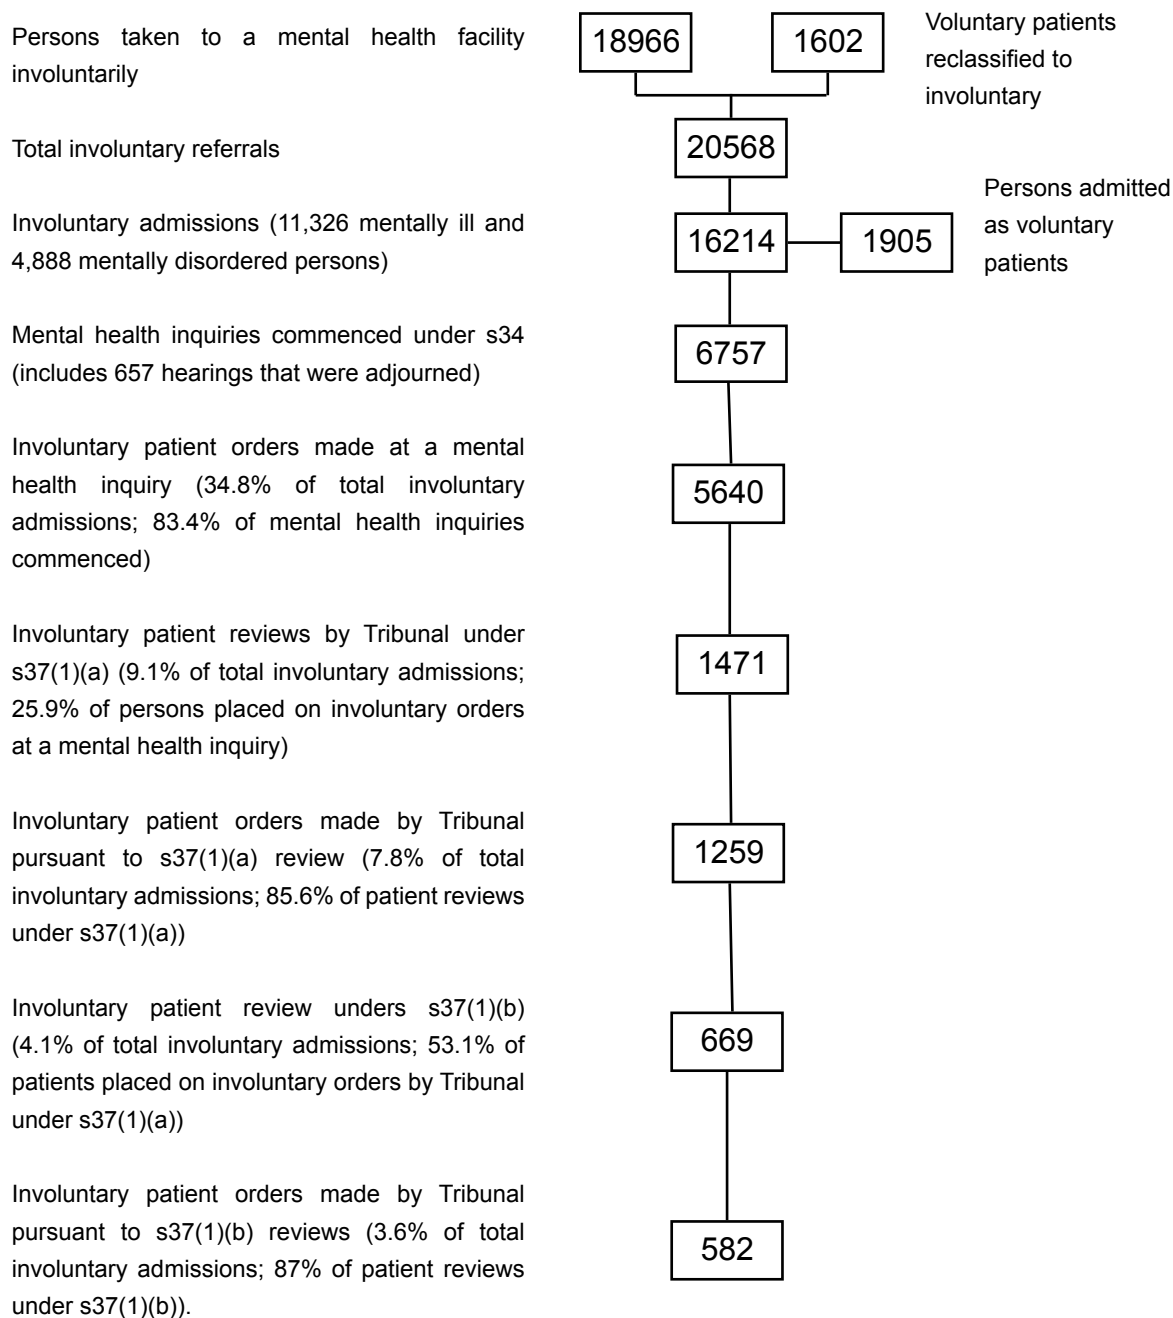 Persons taken to a mental health facility
involuntarily
18966
1602
Voluntary patients
reclassified to
involuntary
Total involuntary referrals
20568
Involuntary admissions (11,326 mentally ill and
4,888 mentally disordered persons)
16214
1905
Persons admitted
as voluntary
patients
Mental health inquiries commenced under s34
(includes 657 hearings that were adjourned)
6757
Involuntary patient orders made at a mental
health inquiry (34.8% of total involuntary
admissions; 83.4% of mental health inquiries
commenced)
5640
Involuntary patient reviews by Tribunal under
s37(1)(a) (9.1% of total involuntary admissions;
25.9% of persons placed on involuntary orders
at a mental health inquiry)
1471
Involuntary patient orders made by Tribunal
pursuant to s37(1)(a) review (7.8% of total
involuntary admissions; 85.6% of patient reviews
under s37(1)(a))
1259
Involuntary patient review unders s37(1)(b)
(4.1% of total involuntary admissions; 53.1% of
patients placed on involuntary orders by Tribunal
under s37(1)(a))
669
Involuntary patient orders made by Tribunal
pursuant to s37(1)(b) reviews (3.6% of total
involuntary admissions; 87% of patient reviews
under s37(1)(b)).
582